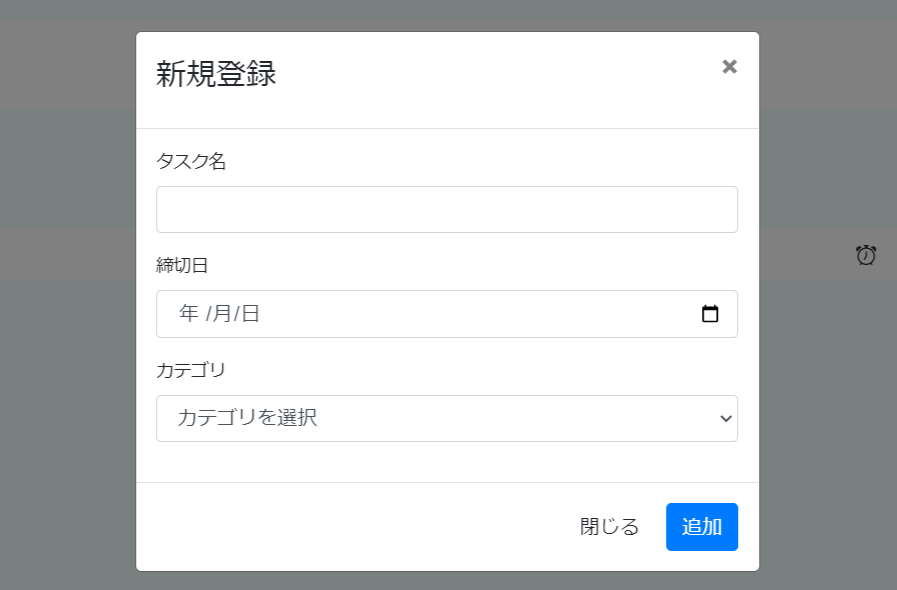 新規登録
×
タスク名
締切日
年 /月/日
カテゴリ
カテゴリを選択
閉じる
追加